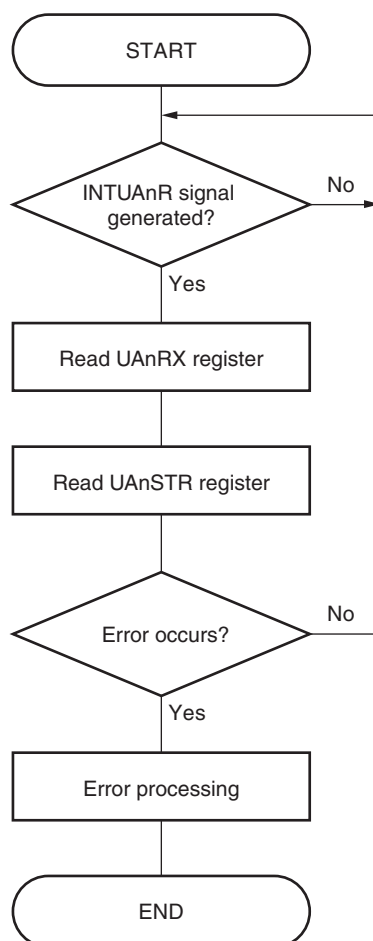 START
INTUAnR signal
generated?
No
Yes
Read UAnRX register
Read UAnSTR register
Error occurs?
No
Yes
Error processing
END